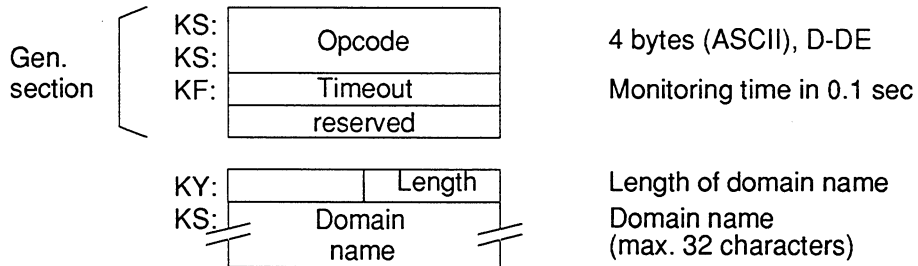 KS: Opcode 4 bytes (ASCII), D-DE
KS:
Gen.
section
KF: Timeout Monitoring time in 0.1 sec
reserved
KY: Length Length of domain name
KS: Domain Domain name
name (max. 32 characters)